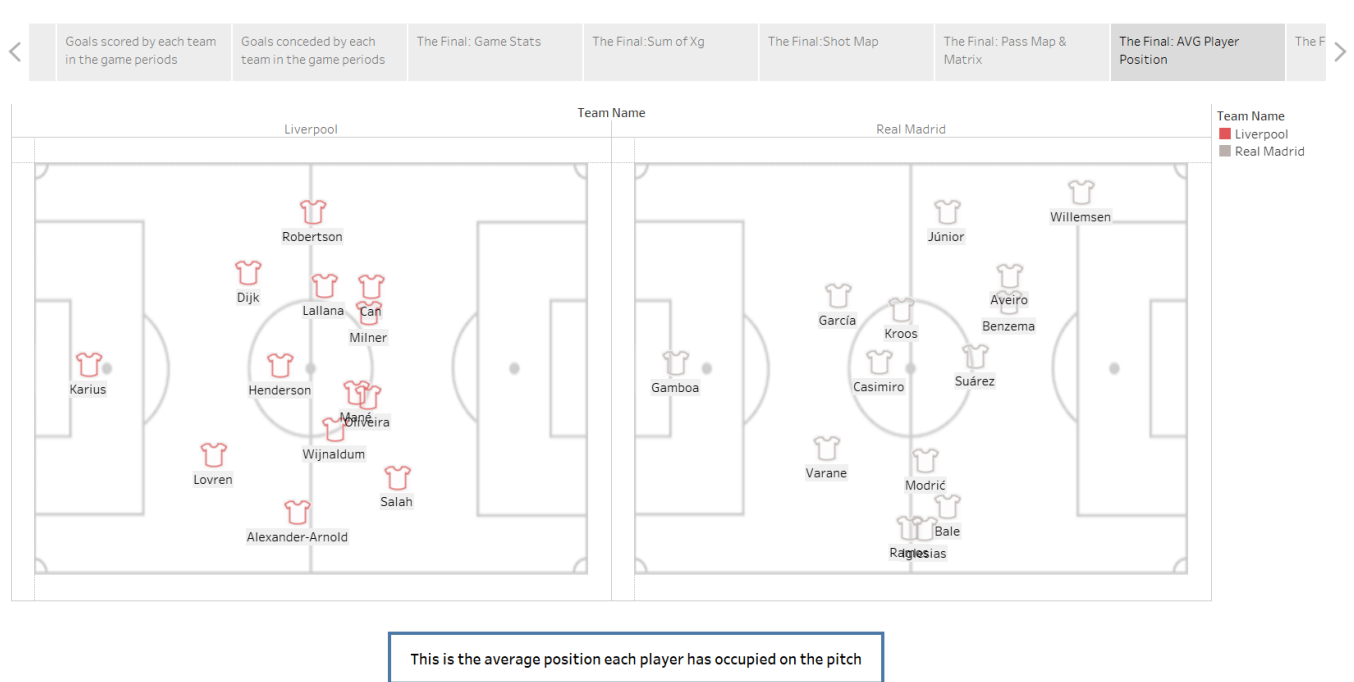 Goals scored by each team
in the game periods
Goals conceded by each
team in the game periods
The Final: Game Stats
The Final:Sum of Xg
The Final:Shot Map
The Final: Pass Map &
Matrix
The Final: AVG Player
Position
The F
Team Name
Liverpool
Real Madrid
Team Name
Liverpool
Real Madrid
Robertson
Dijk
Lallana
Can
Milner
Karius
Henderson
Mané
Oliveira
Wijnaldum
Lovren
Salah
Alexander-Arnold
Willemsen
Júnior
Aveiro
García
Benzema
Kroos
Suárez
Gamboa
Casimiro
Varane
Modrić
Bale
Ramos
Iglesias
This is the average position each player has occupied on the pitch